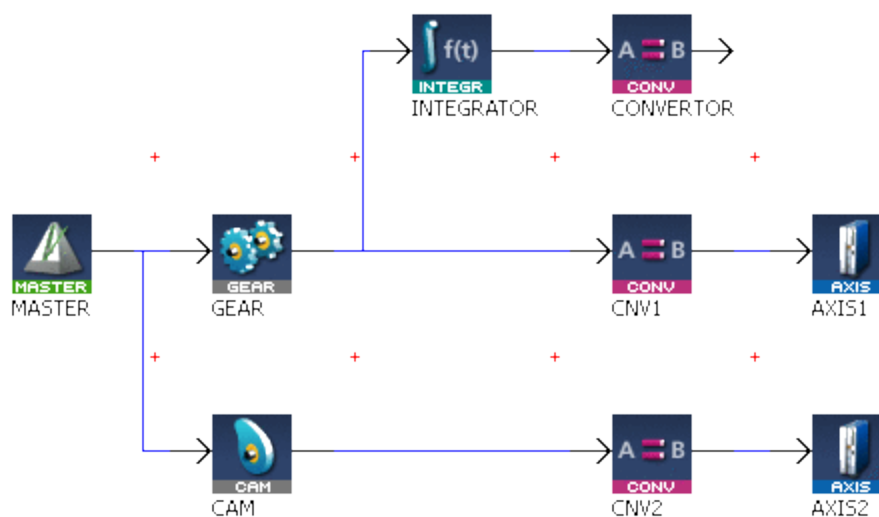 f(t)
A B
INTEGR
CONV
INTEGRATOR
CONVERTOR
A B
MASTER
GEAR
CONV
AXIS
MASTER
GEAR
CNV1
AXIS1
A B
CAM
CONV
AXIS
CAM
CNV2
AXIS2